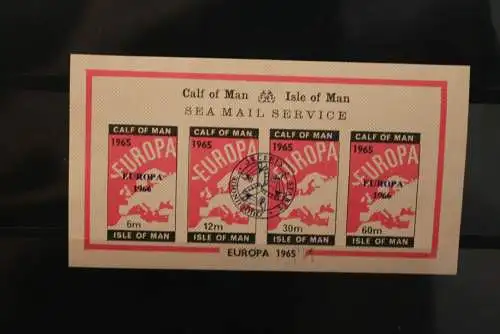 Calf of Man Isle of Man
SEA MAIL SERVICE
CALF OF MAN CALF OF MAN CALF OF MAN CALF OF MAN
1965 1965 1965 1965
EUROPA EUROPA EUROPA EUROPA
EUROPA EUROPA
1966 1966
6m 12m 30m 60m
ISLE OF MAN ISLE OF MAN ISLE OF MAN ISLE OF MAN
EUROPA 1965